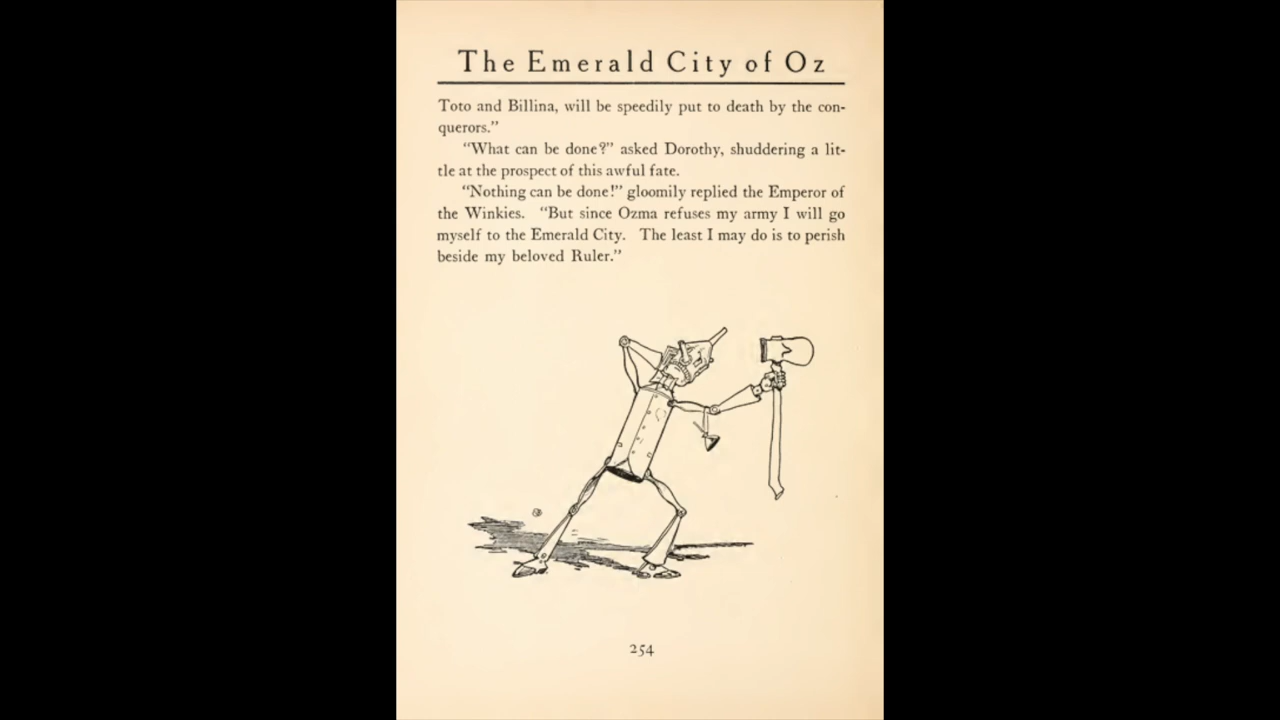 The Emerald City of Oz
Toto and Billina, will be speedily put to death by the con-
querors.”
“What can be done?” asked Dorothy, shuddering a lit-
tle at the prospect of this awful fate.
“Nothing can be done!” gloomily replied the Emperor of
the Winkies. “But since Ozma refuses my army I will go
myself to the Emerald City. The least I may do is to perish
beside my beloved Ruler.”
254